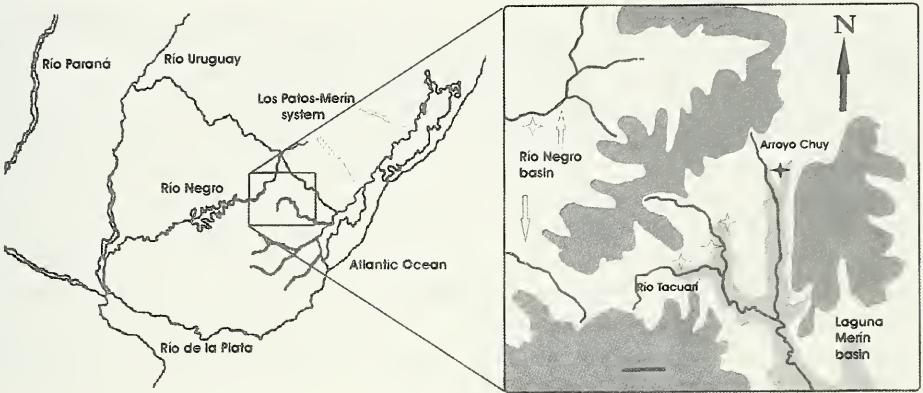 Río Paraná
Río Uruguay
Los Patos-Merín
system
Río Negro
Atlantic Ocean
Río de la Plata
N
Arroyo Chuy
Río Negro
basin
Río Tacuarí
Laguna
Merín
basin